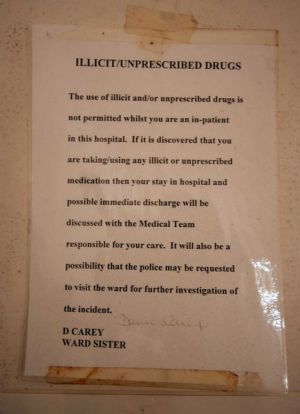 ILLICIT/UNPRESCRIBED DRUGS
The use of illicit and/or unprescribed drugs is
not permitted whilst you are an in-patient
in this hospital. If it is discovered that you
are taking/using any illicit or unprescribed
medication then your stay in hospital and
possible immediate discharge will be
discussed with the Medical Team
responsible for your care. It will also be a
possibility that the police may be requested
to visit the ward for further investigation of
the incident.
D CAREY
WARD SISTER